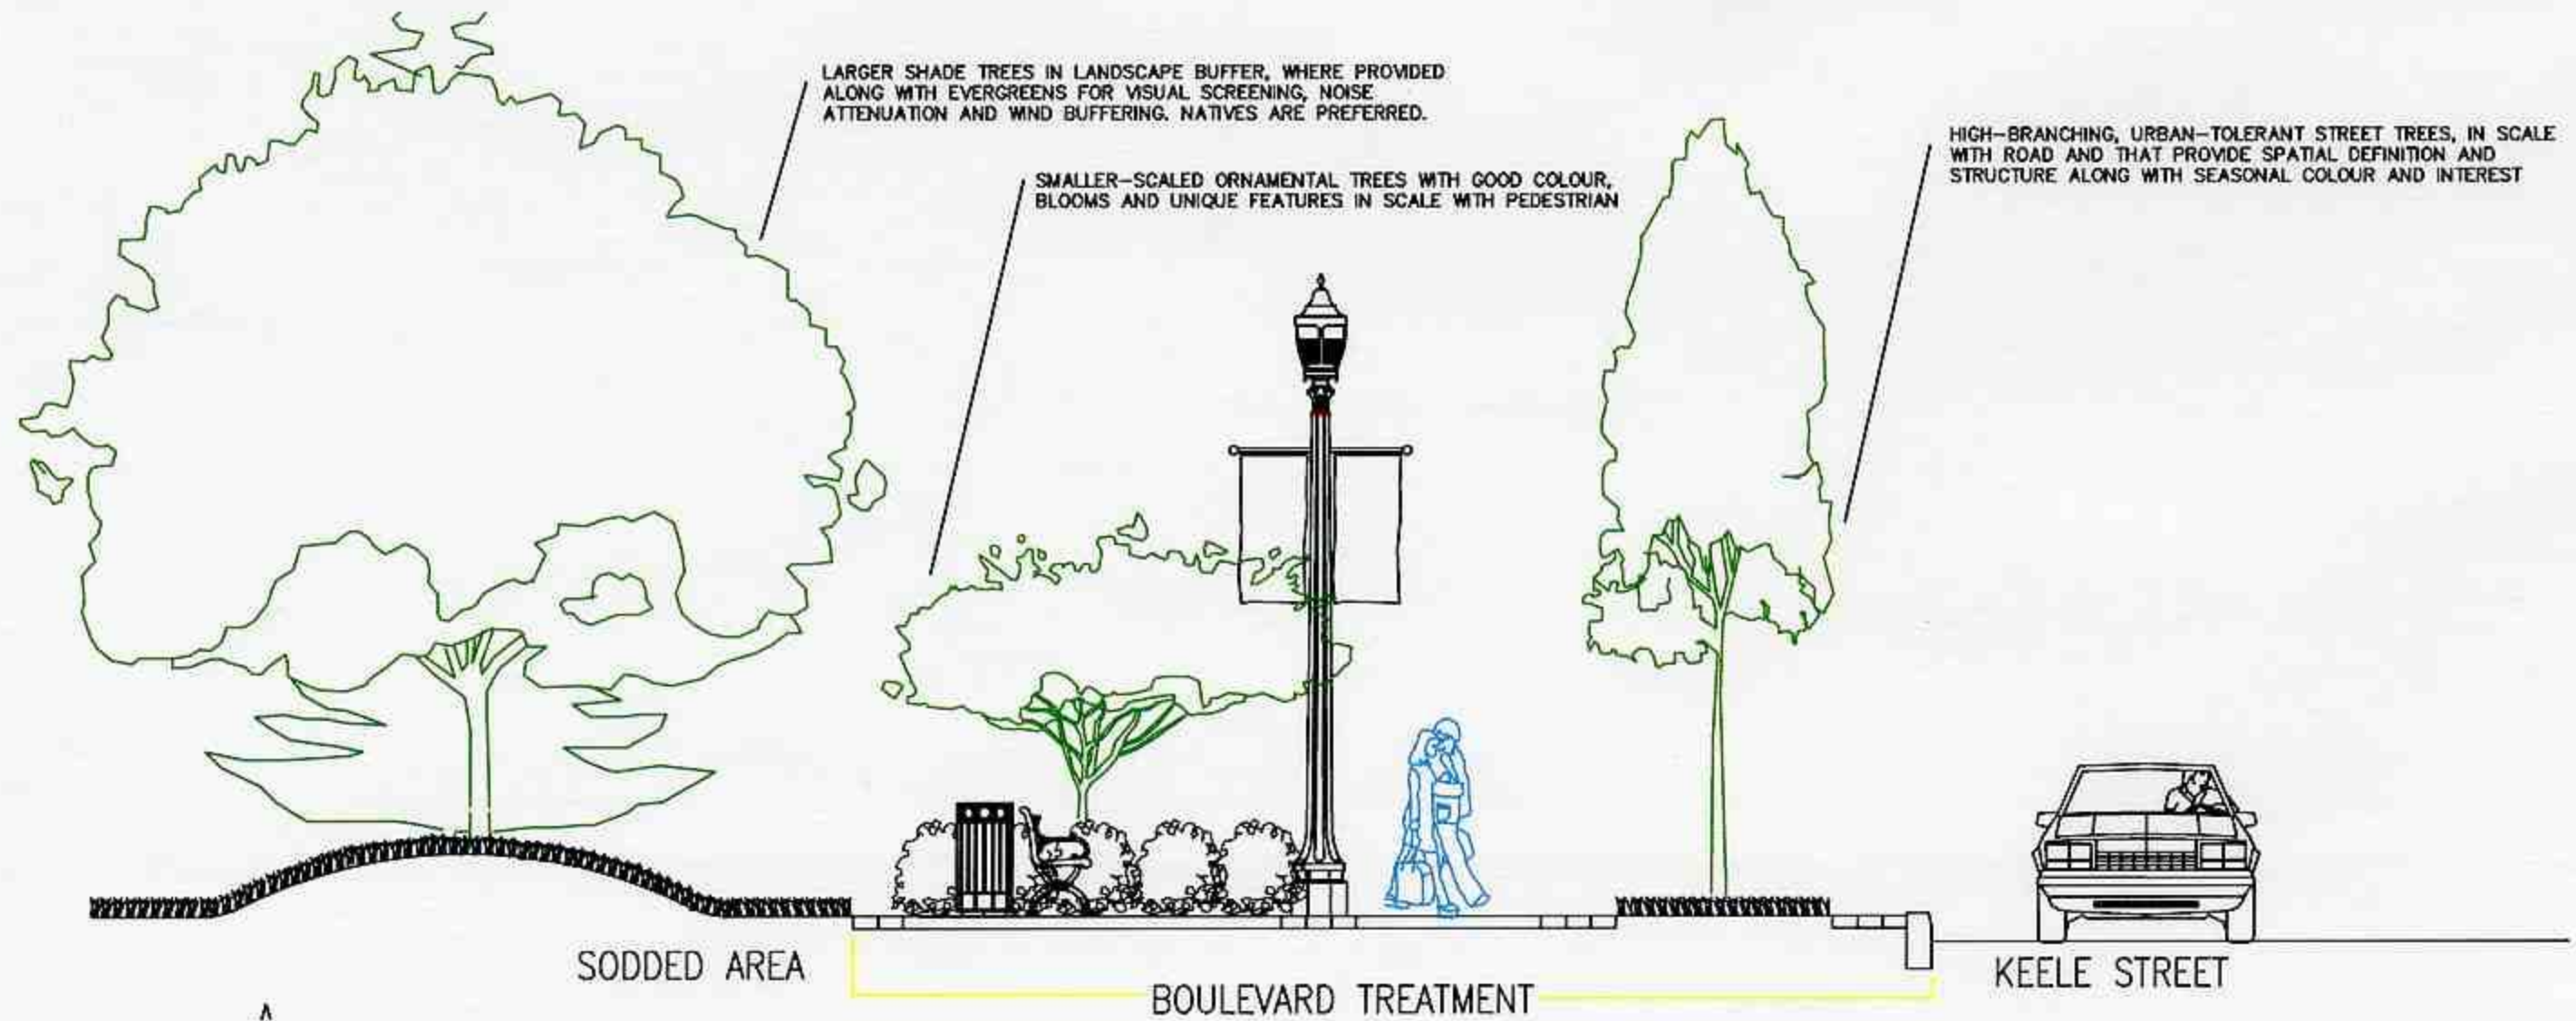 LARGER SHADE TREES IN LANDSCAPE BUFFER, WHERE PROVIDED
ALONG WITH EVERGREENS FOR VISUAL SCREENING, NOISE
ATTENUATION AND WIND BUFFERING. NATIVES ARE PREFERRED.
SMALLER-SCALED ORNAMENTAL TREES WITH GOOD COLOUR,
BLOOMS AND UNIQUE FEATURES IN SCALE WITH PEDESTRIAN
HIGH-BRANCHING, URBAN-TOLERANT STREET TREES, IN SCALE
WITH ROAD AND THAT PROVIDE SPATIAL DEFINITION AND
STRUCTURE ALONG WITH SEASONAL COLOUR AND INTEREST
SODDED AREA
BOULEVARD TREATMENT
KEELE STREET